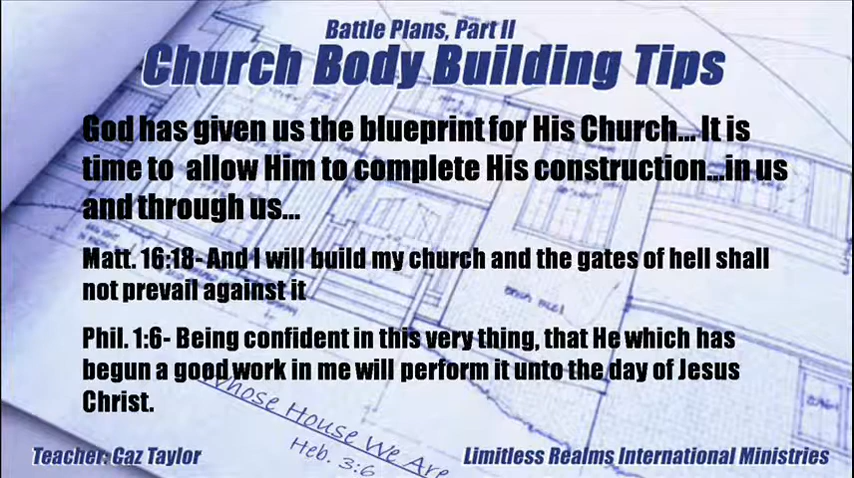 Battle Plans, Part II
Church Body Building Tips
God has given us the blueprint for His Church... It is
time to allow Him to complete His construction...in us
and through us...
Matt. 16:18- And I will build my church and the gates of hell shall
not prevail against it
Phil. 1:6- Being confident in this very thing, that He which has
begun a good work in me will perform it unto the day of Jesus
Christ.
Whose House We Are
Heb. 3:6
Teacher: Caz Taylor
Limitless Realms International Ministries